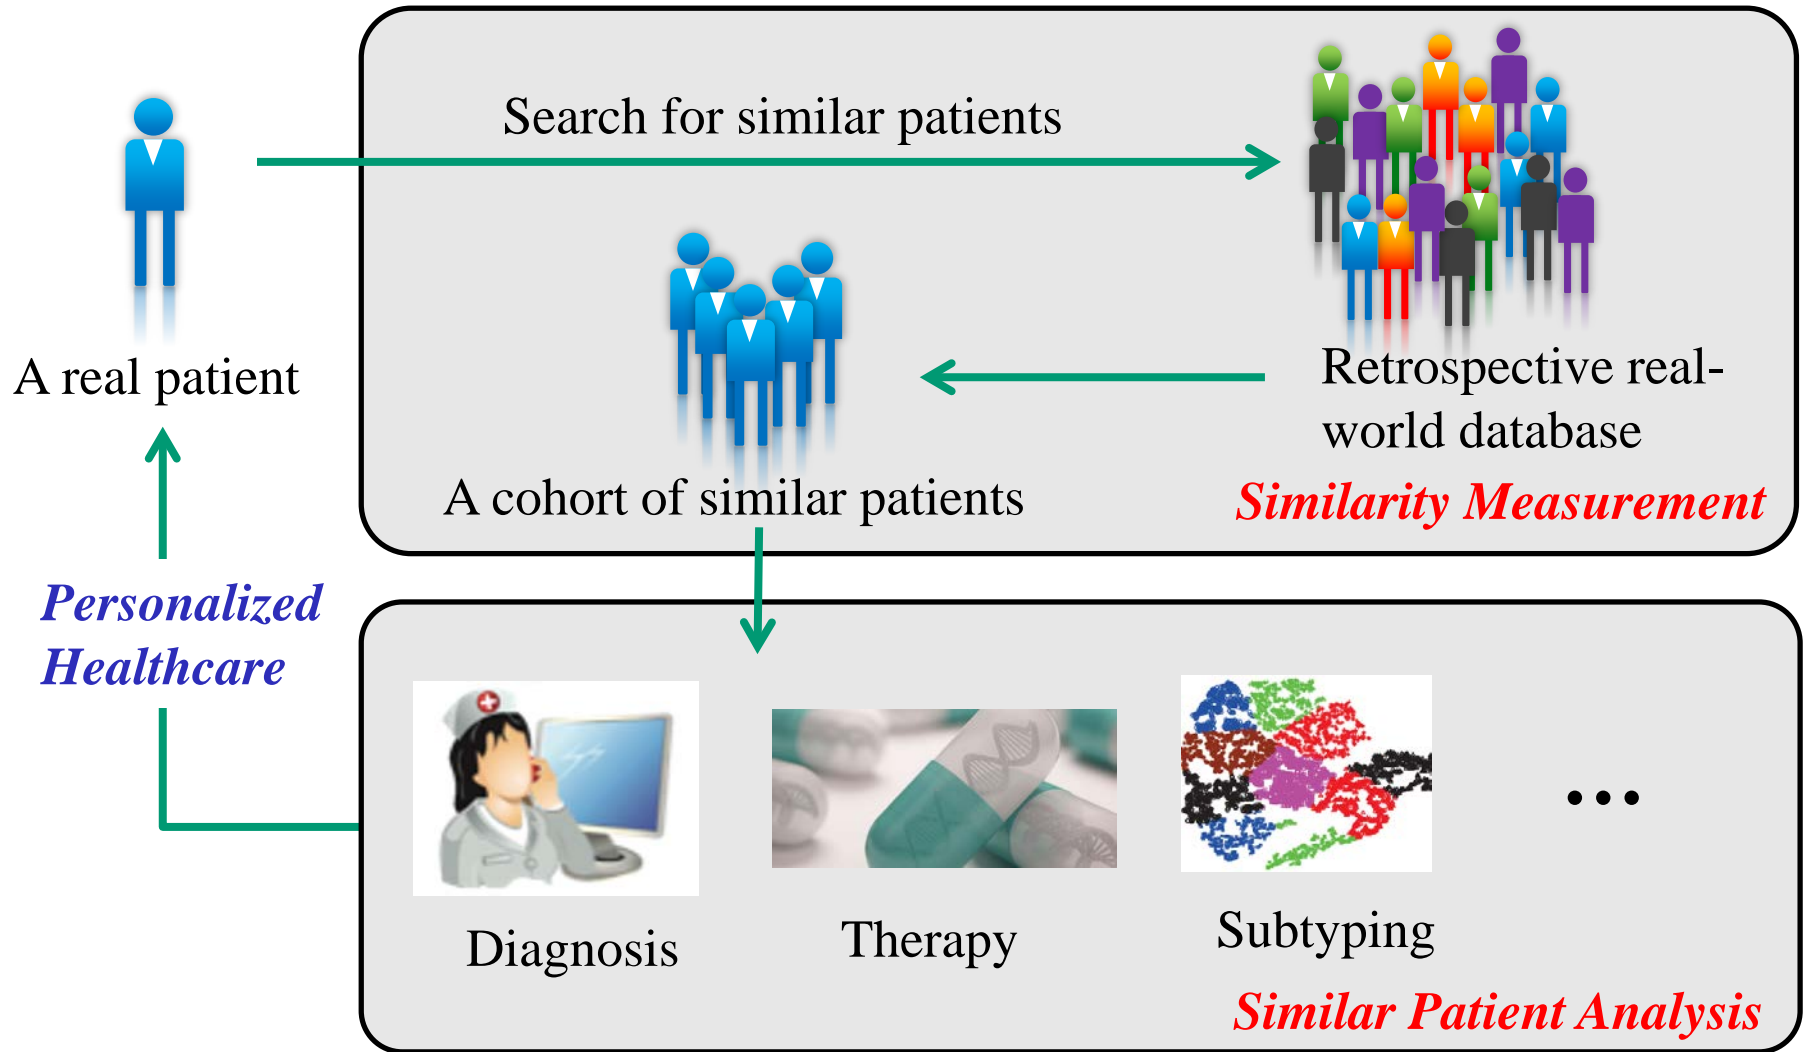 Search for similar patients
A real patient
Retrospective real-
world database
A cohort of similar patients
Similarity Measurement
Personalized
Healthcare
Diagnosis
Therapy
Subtyping
...
Similar Patient Analysis